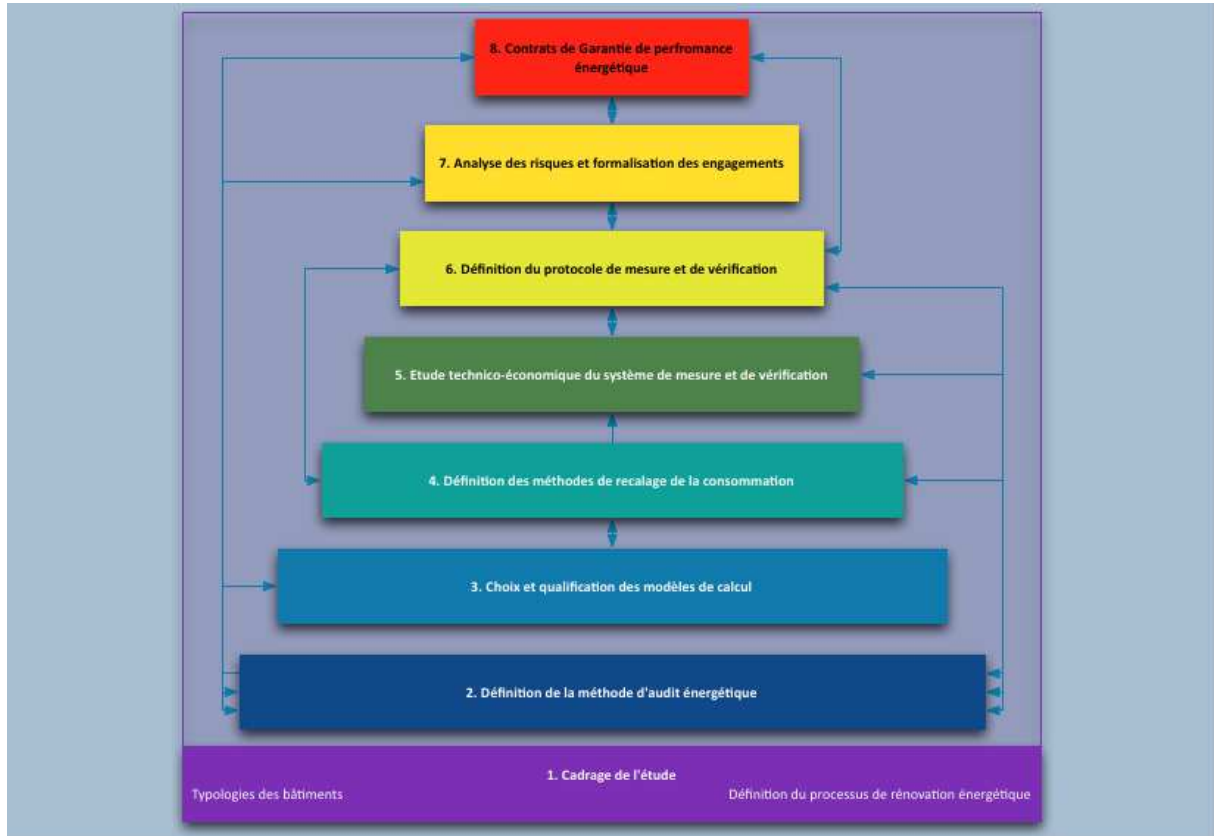 8. Contrats de Garantie de perfromance
énergétique
7. Analyse des risques et formalisation des engagements
6. Définition du protocole de mesure et de vérification
5. Etude technico-économique du système de mesure et de vérification
4. Définition des méthodes de recalage de la consommation
3. Choix et qualification des modèles de calcul
2. Définition de la méthode d'audit énergétique
1. Cadrage de l'étude
Typologies des bâtiments
Définition du processus de rénovation énergétique